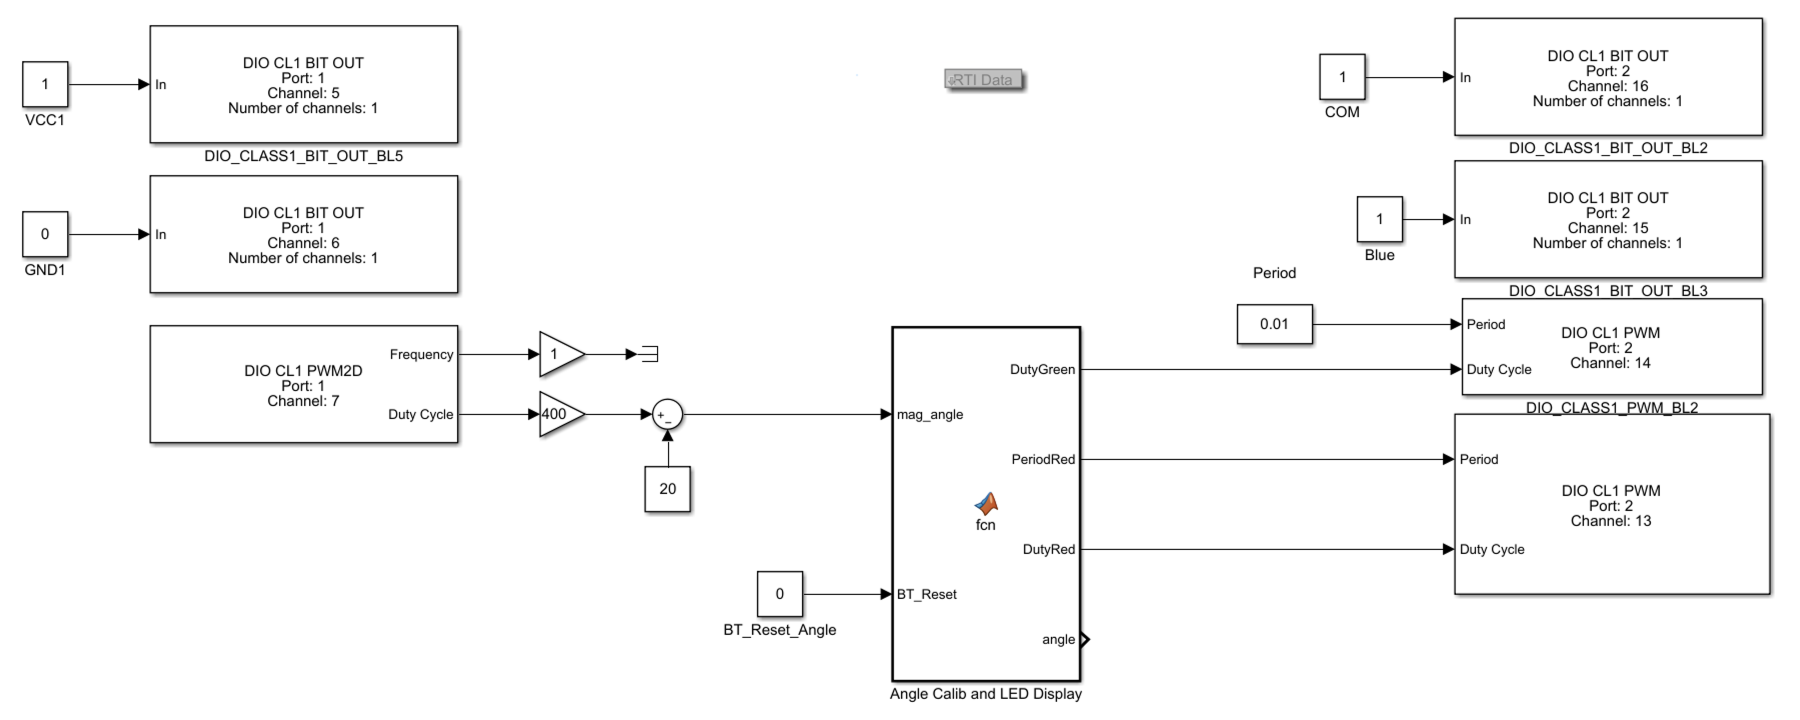 1
VCC1
In
DIO CL1 BIT OUT
Port: 1
Channel: 5
Number of channels: 1
DIO_CLASS1_BIT_OUT_BL5
0
GND1
In
DIO CL1 BIT OUT
Port: 1
Channel: 6
Number of channels: 1
DIO CL1 PWM2D
Port: 1
Channel: 7
Frequency
Duty Cycle
1
400
+
−
20
RTI Data
0
BT_Reset_Angle
mag_angle
BT_Reset
DutyGreen
PeriodRed
DutyRed
angle
fcn
Angle Calib and LED Display
1
COM
In
DIO CL1 BIT OUT
Port: 2
Channel: 16
Number of channels: 1
DIO_CLASS1_BIT_OUT_BL2
1
Blue
In
DIO CL1 BIT OUT
Port: 2
Channel: 15
Number of channels: 1
DIO_CLASS1_BIT_OUT_BL3
Period
0.01
Period
Duty Cycle
DIO CL1 PWM
Port: 2
Channel: 14
DIO_CLASS1_PWM_BL2
Period
Duty Cycle
DIO CL1 PWM
Port: 2
Channel: 13